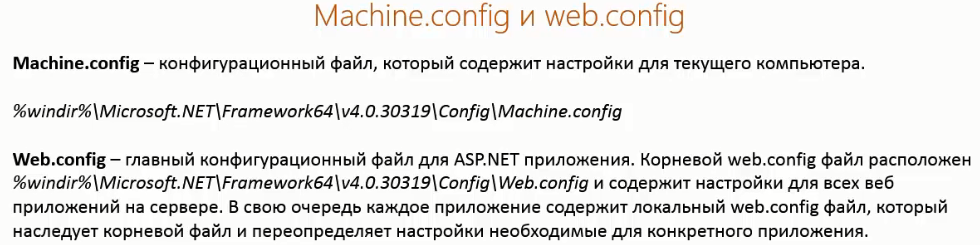 Machine.config и web.config
Machine.config – конфигурационный файл, который содержит настройки для текущего компьютера.
%windir%\Microsoft.NET\Framework64\v4.0.30319\Config\Machine.config
Web.config – главный конфигурационный файл для ASP.NET приложения. Корневой web.config файл расположен
%windir%\Microsoft.NET\Framework64\v4.0.30319\Config\Web.config и содержит настройки для всех веб
приложений на сервере. В свою очередь каждое приложение содержит локальный web.config файл, который
наследует корневой файл и переопределяет настройки необходимые для конкретного приложения.